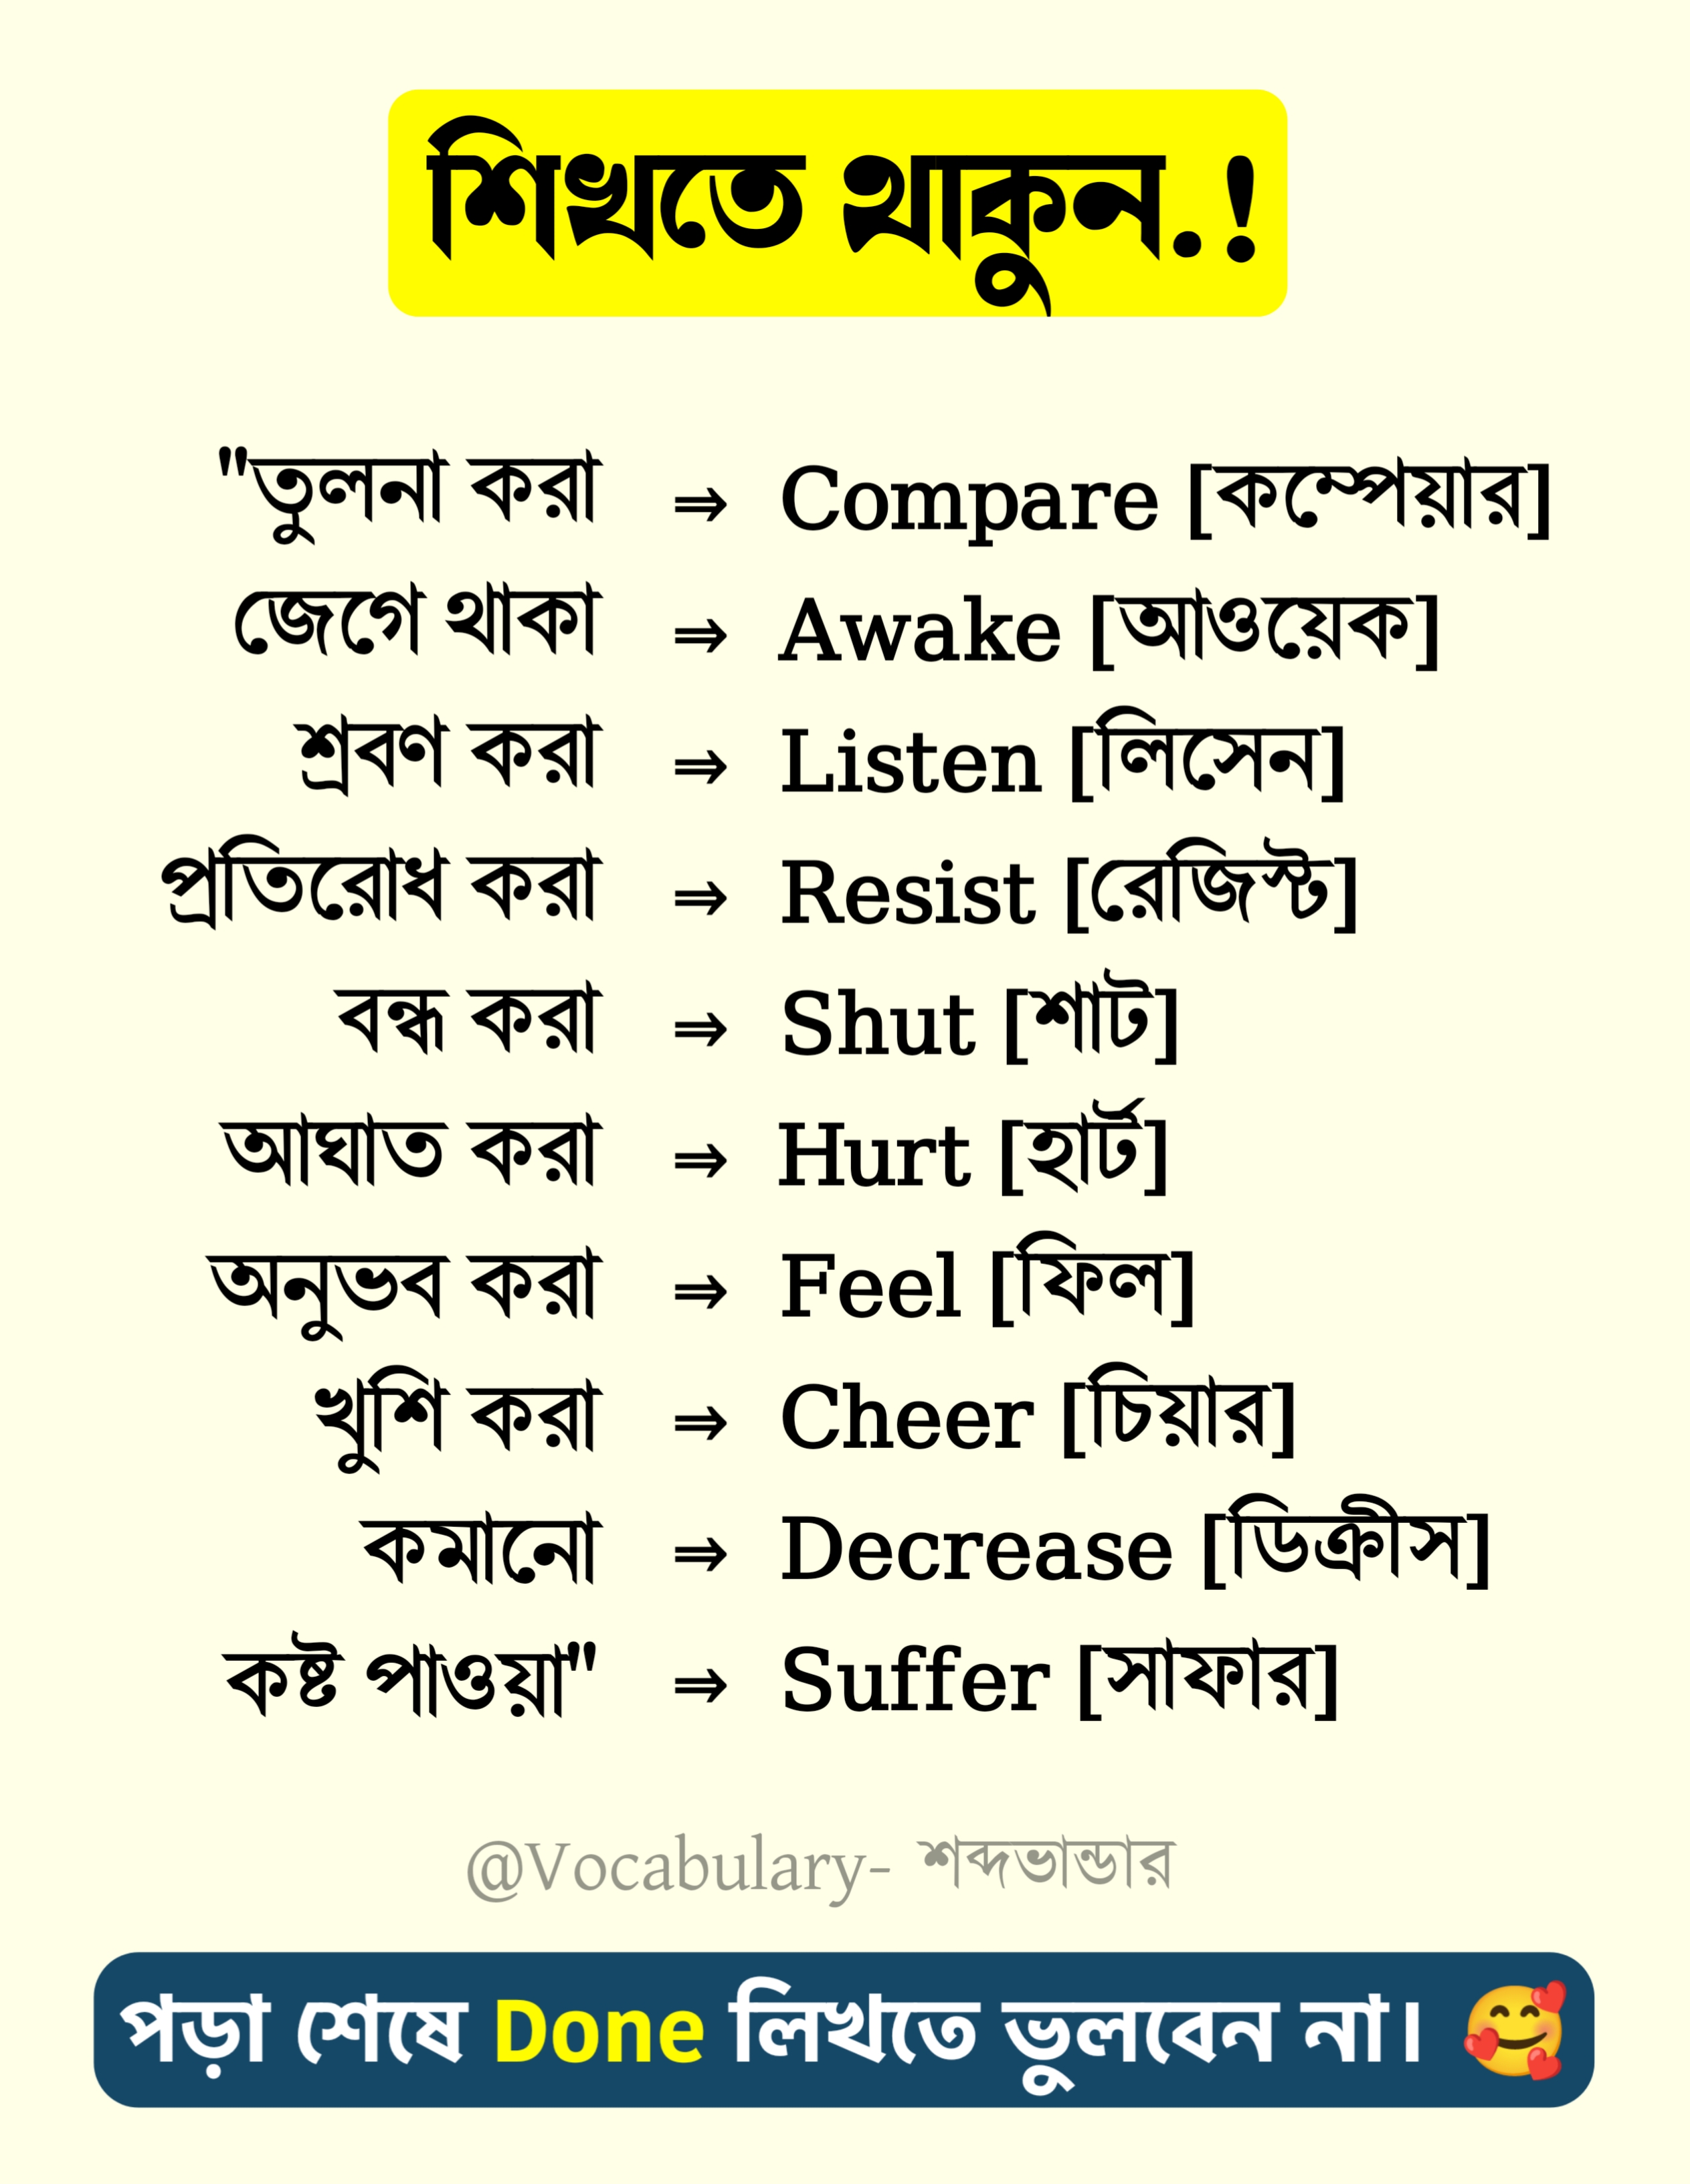 শিখতে থাকুন.!
"তুলনা করা ⇒ Compare [কম্পেয়ার]
জেগে থাকা ⇒ Awake [আওয়েক]
শ্রবণ করা ⇒ Listen [লিসেন]
প্রতিরোধ করা ⇒ Resist [রেজিস্ট]
বন্ধ করা ⇒ Shut [শাট]
আঘাত করা ⇒ Hurt [হার্ট]
অনুভব করা ⇒ Feel [ফিল]
খুশি করা ⇒ Cheer [চিয়ার]
কমানো ⇒ Decrease [ডিক্রীস]
কষ্ট পাওয়া" ⇒ Suffer [সাফার]
@Vocabulary- শব্দভান্ডার
পড়া শেষে Done লিখতে ভুলবেন না। 🥰